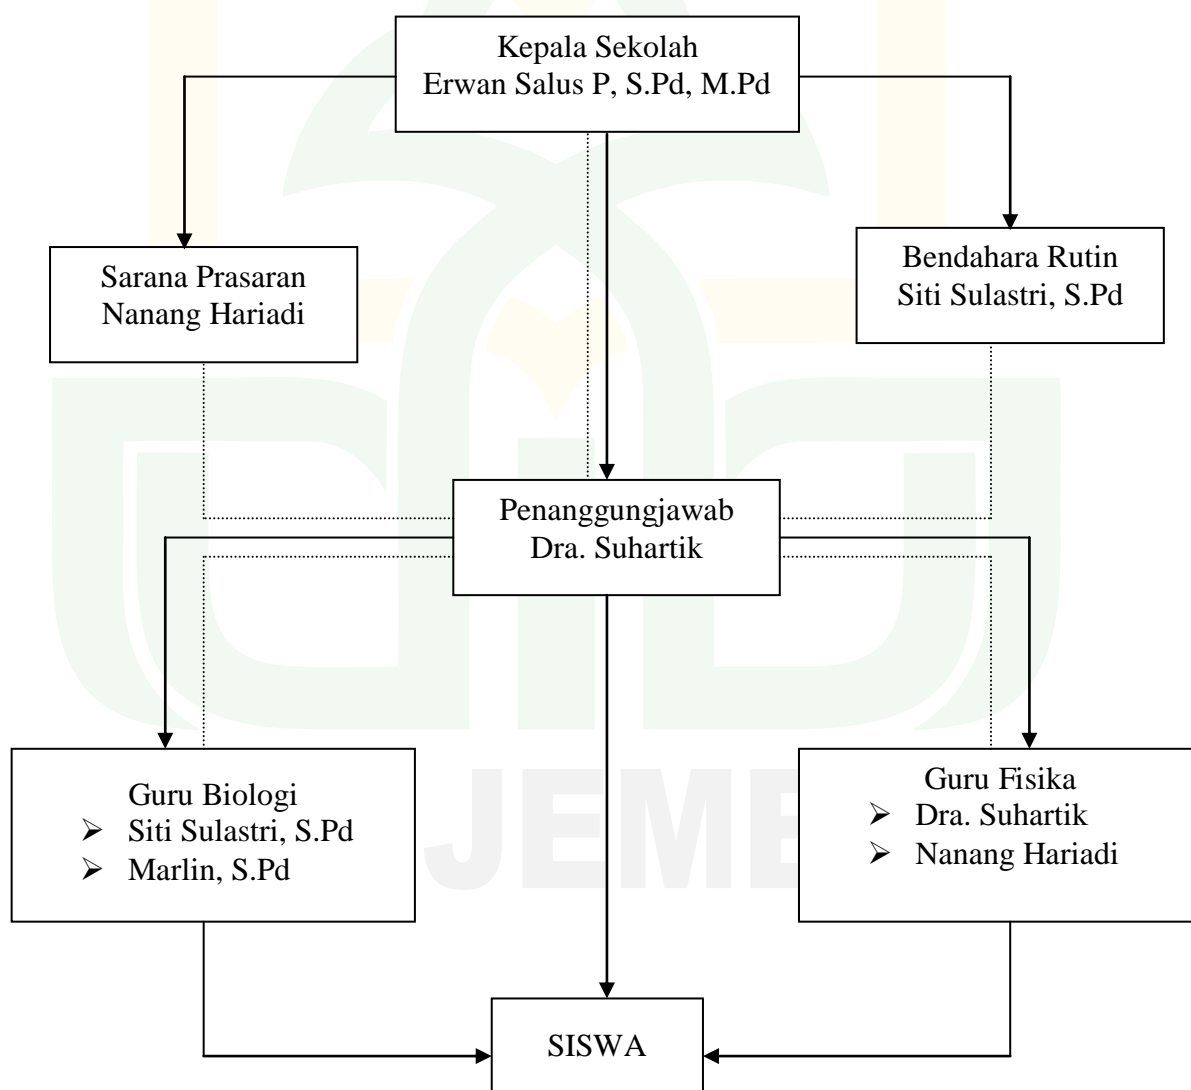 Kepala Sekolah
Erwan Salus P, S.Pd, M.Pd
Sarana Prasaran
Nanang Hariadi
Bendahara Rutin
Siti Sulastri, S.Pd
Penanggungjawab
Dra. Suhartik
Guru Biologi
➢ Siti Sulastri, S.Pd
➢ Marlin, S.Pd
Guru Fisika
➢ Dra. Suhartik
➢ Nanang Hariadi
JEMB
SISWA